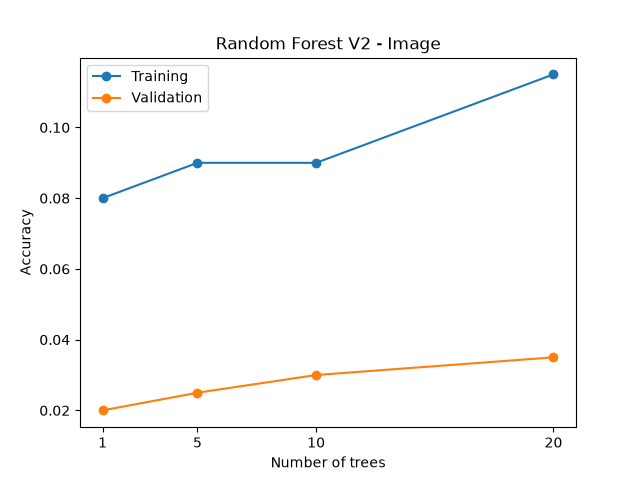 Random Forest V2 - Image
Training
Validation
Accuracy
0.10
0.08
0.06
0.04
0.02
1 5 10 20
Number of trees